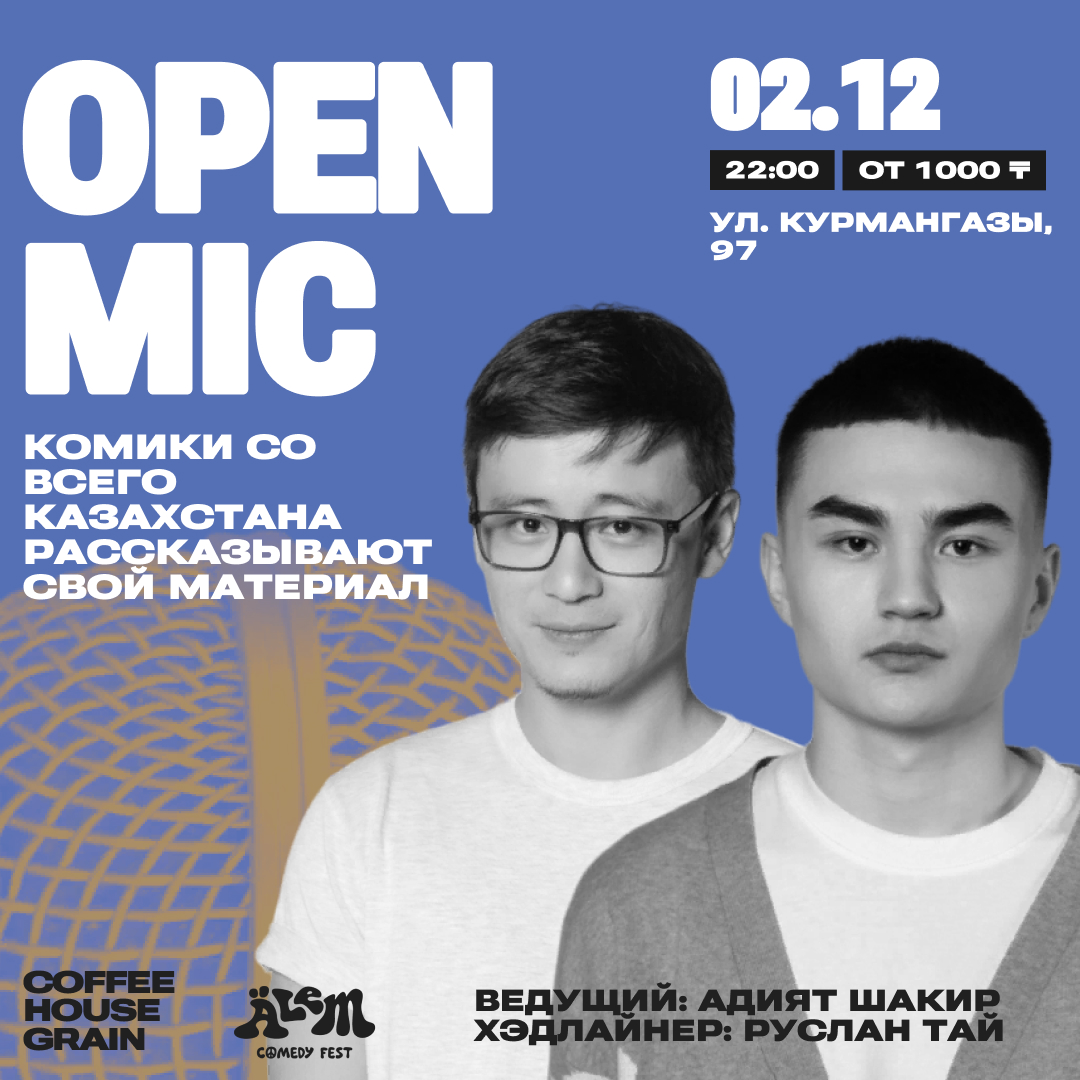 OPEN
MIC
02.12
22:00
ОТ 1000 ₸
УЛ. КУРМАНГАЗЫ,
97
КОМИКИ СО
ВСЕГО
КАЗАХСТАНА
РАССКАЗЫВАЮТ
СВОЙ МАТЕРИАЛ
COFFEE
HOUSE
GRAIN
ÄLEM
COMEDY FEST
ВЕДУЩИЙ: АДИЯТ ШАКИР
ХЭДЛАЙНЕР: РУСЛАН ТАЙ